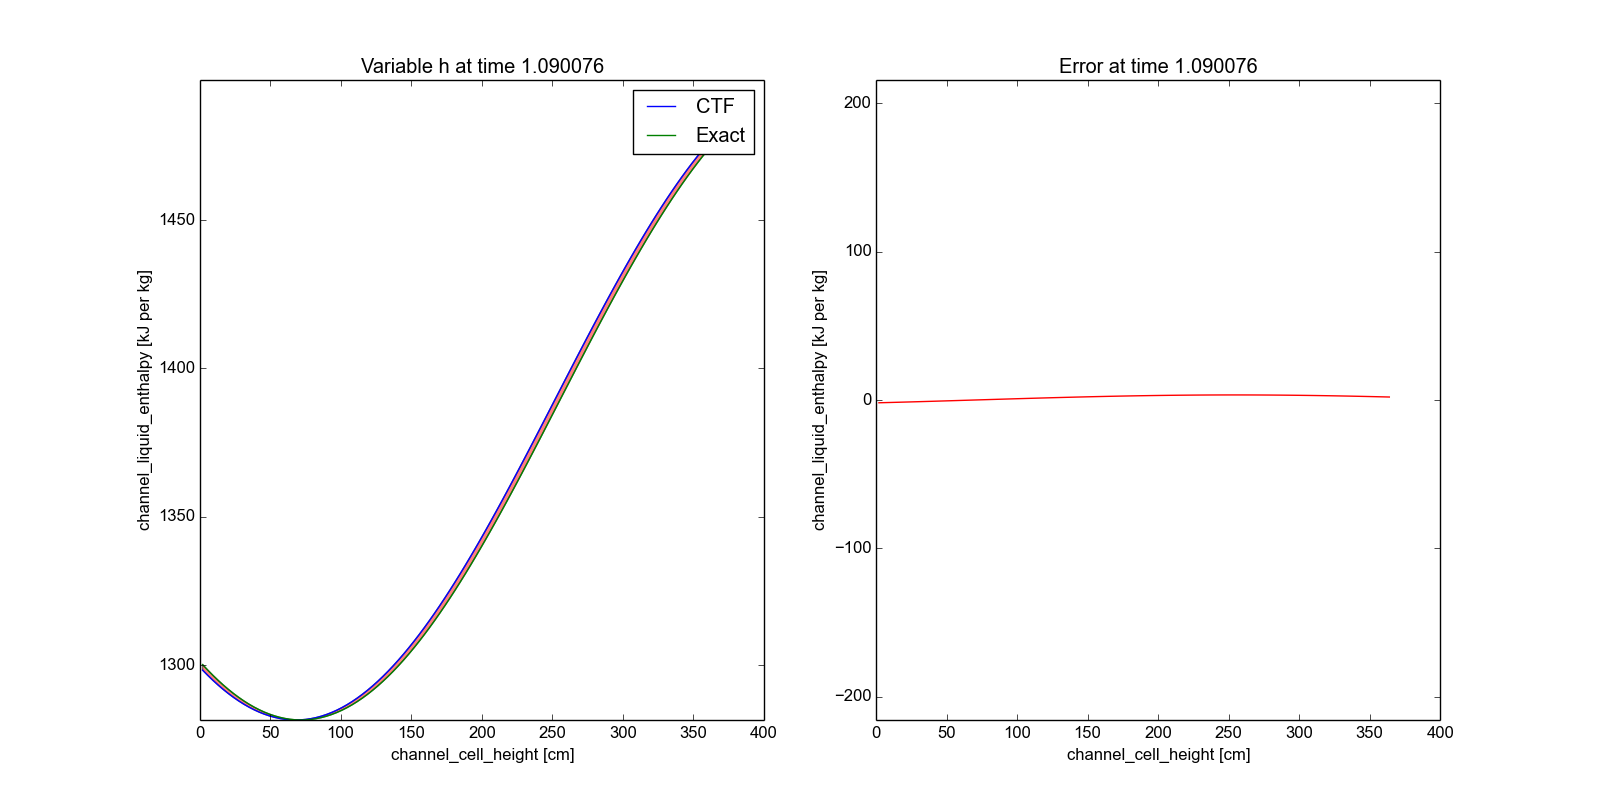 Variable h at time 1.090076
CTF
Exact
1450
1400
1350
1300
channel_liquid_enthalpy [kJ per kg]
0 50 100 150 200 250 300 350 400
channel_cell_height [cm]
Error at time 1.090076
200
100
0
−100
−200
channel_liquid_enthalpy [kJ per kg]
0 50 100 150 200 250 300 350 400
channel_cell_height [cm]